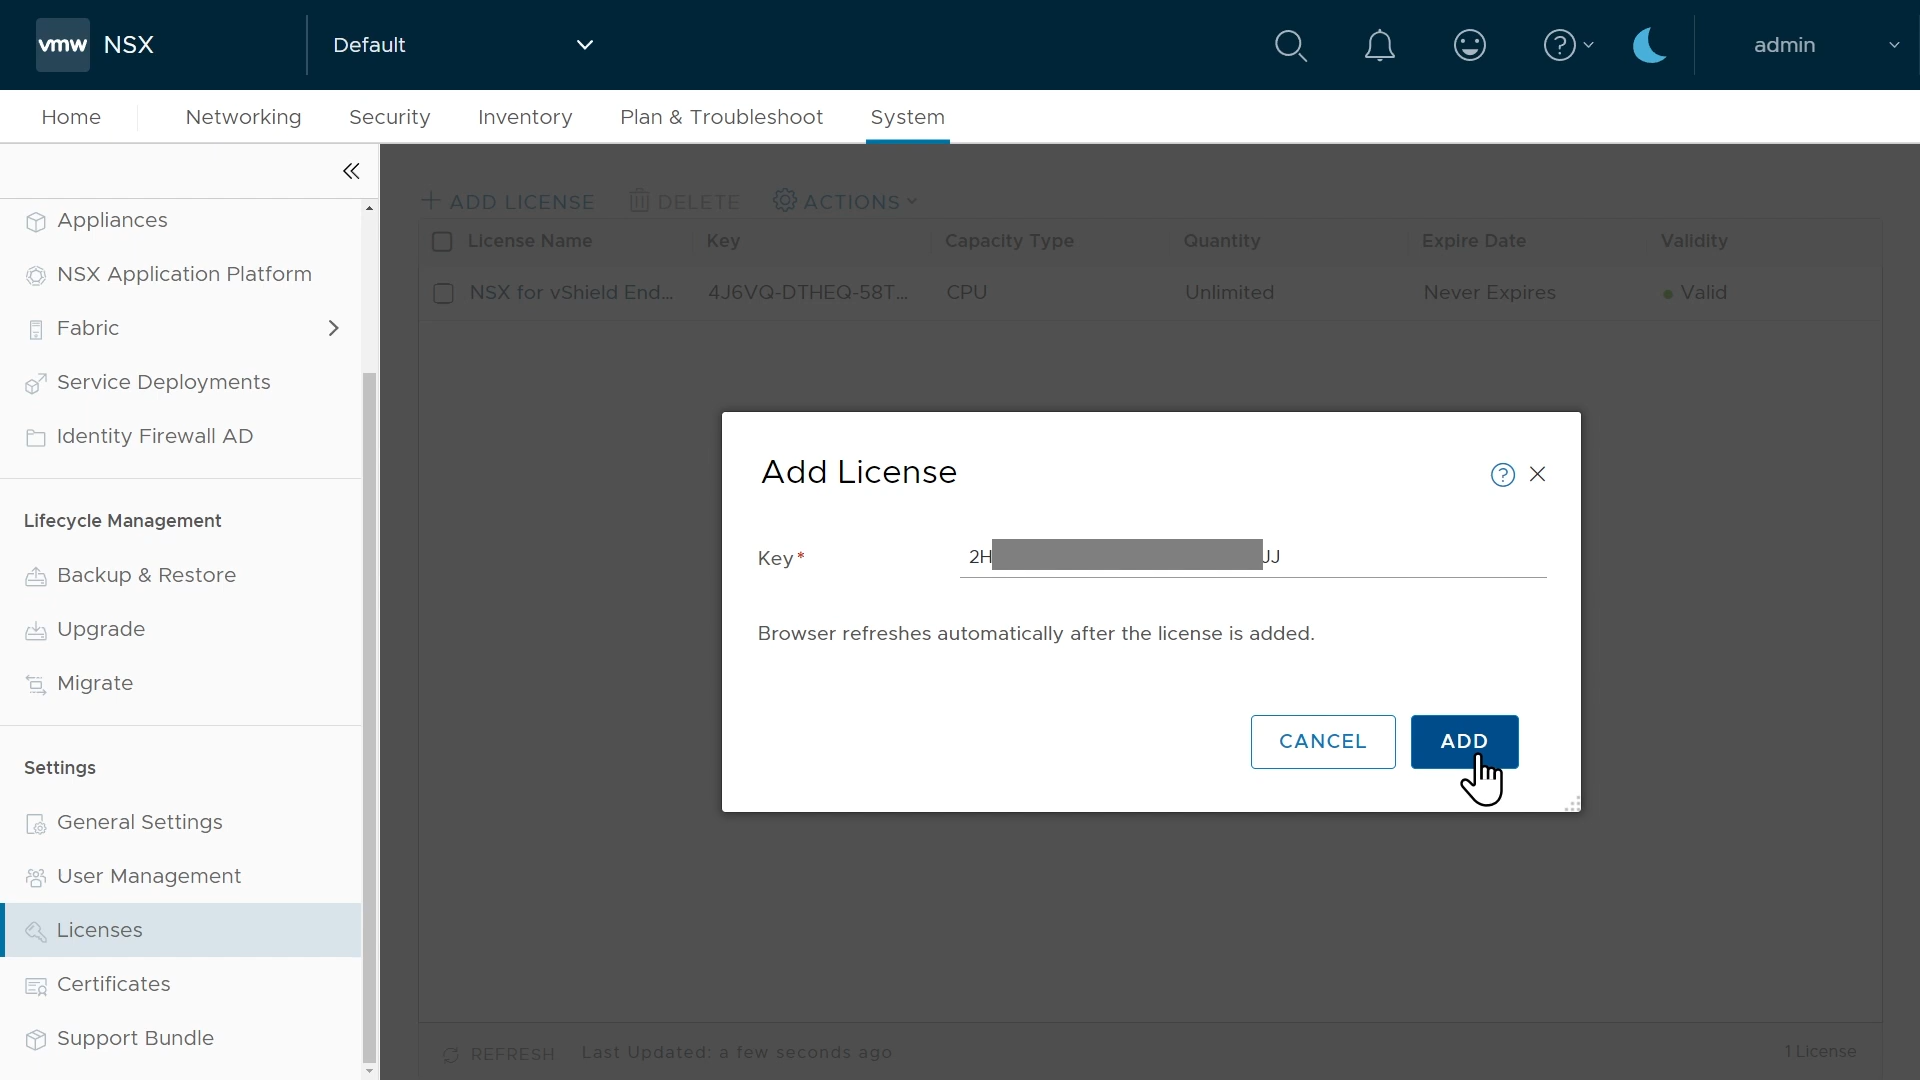 vmw NSX Default admin
Home Networking Security Inventory Plan & Troubleshoot System
Appliances
NSX Application Platform
Fabric
Service Deployments
Identity Firewall AD
Lifecycle Management
Backup & Restore
Upgrade
Migrate
Settings
General Settings
User Management
Licenses
Certificates
Support Bundle
ADD LICENSE DELETE ACTIONS
License Name Key Capacity Type Quantity Expire Date Validity
NSX for vShield End... 4J6VQ-DTHEQ-58T... CPU Unlimited Never Expires Valid
Add License
Key* 2H JJ
Browser refreshes automatically after the license is added.
CANCEL ADD
REFRESH Last Updated: a few seconds ago 1 License